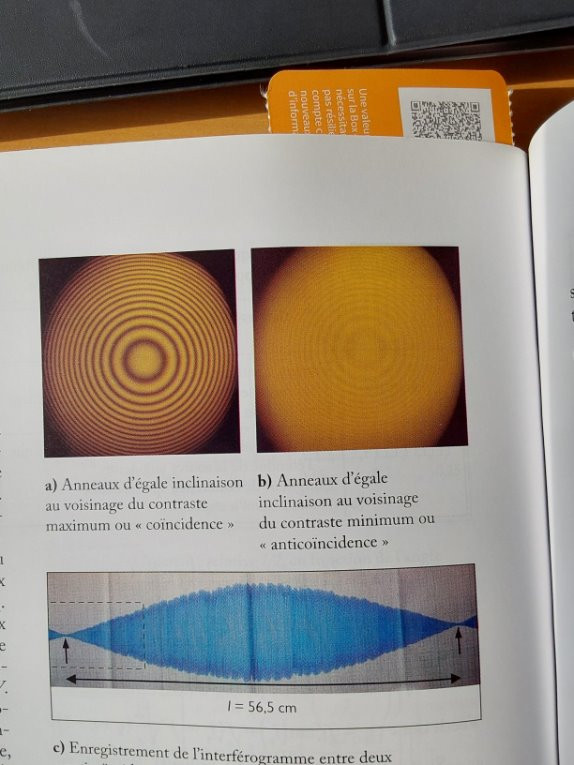 Une valeu
sur la Box
nécessita
pas résilie
compte c
nouveau
d'inform
a) Anneaux d'égale inclinaison
au voisinage du contraste
maximum ou « coïncidence »
b) Anneaux d'égale
inclinaison au voisinage
du contraste minimum ou
« anticoïncidence »
l = 56,5 cm
c) Enregistrement de l'interférogramme entre deux